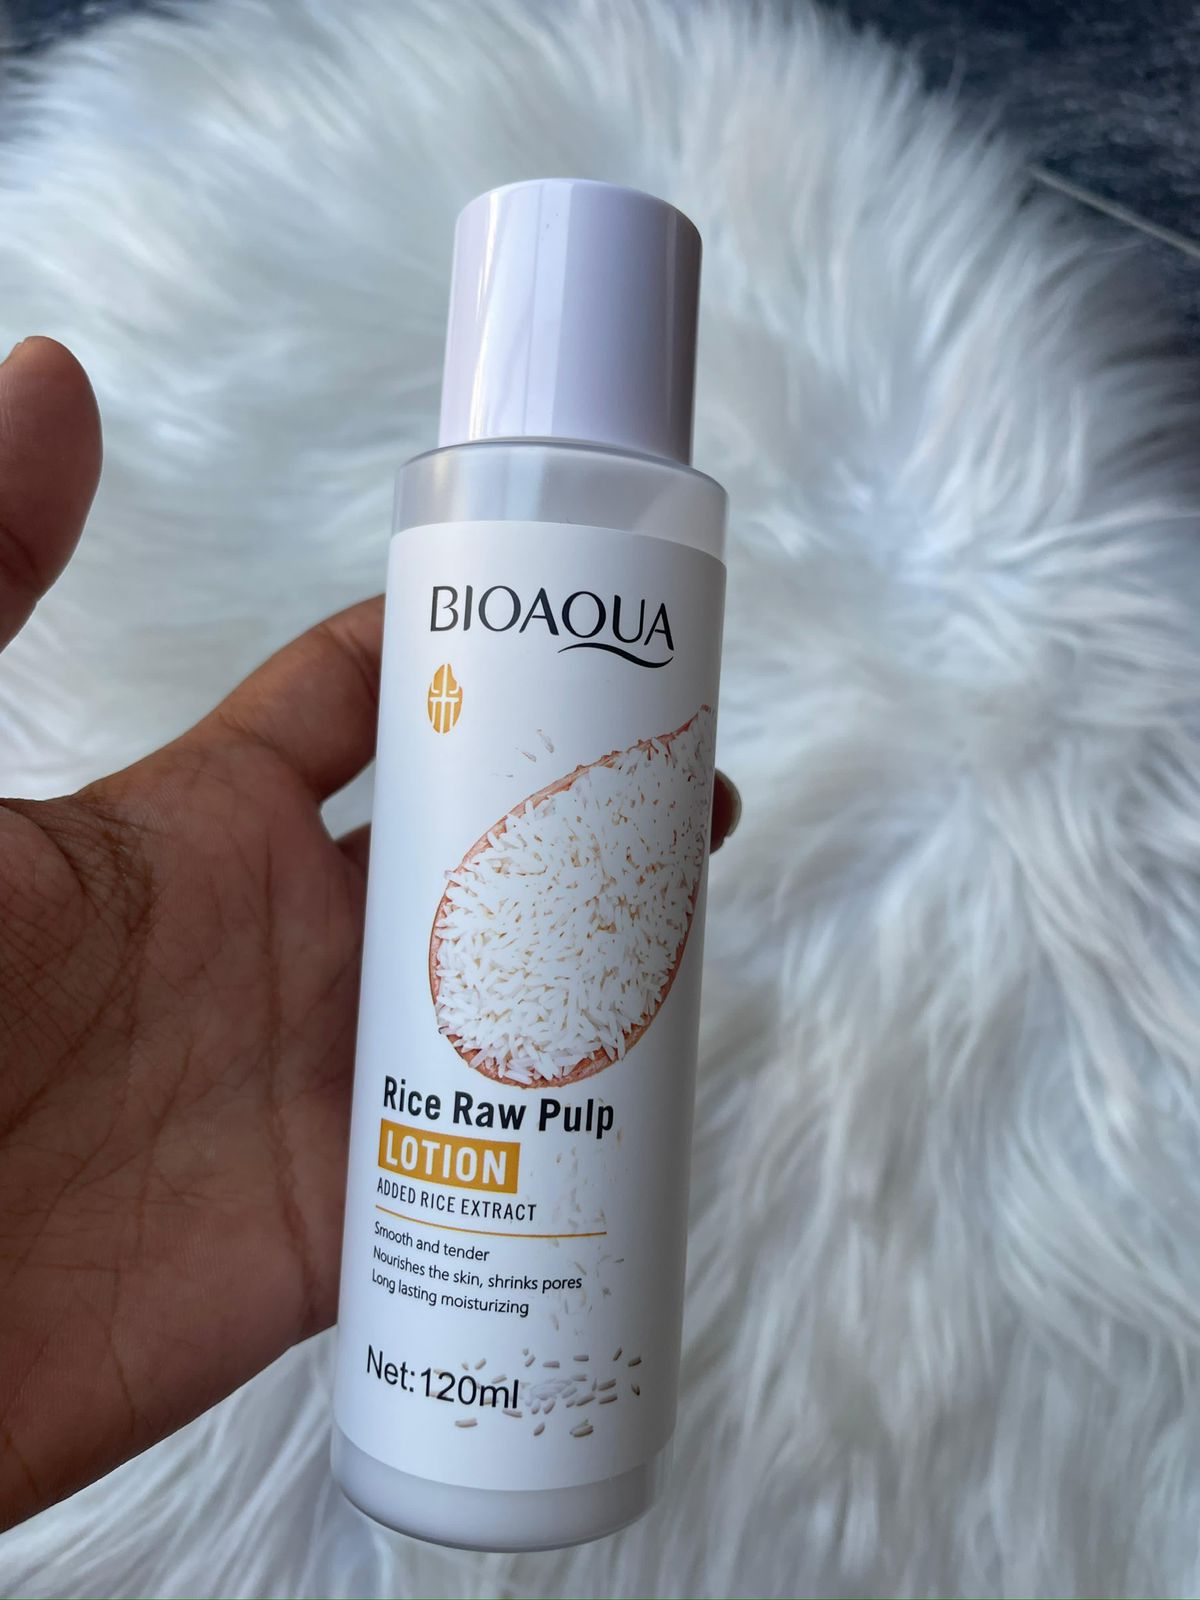 BIOAQUA
Rice Raw Pulp
LOTION
ADDED RICE EXTRACT
Smooth and tender
Nourishes the skin, shrinks pores
Long lasting moisturizing
Net:120ml